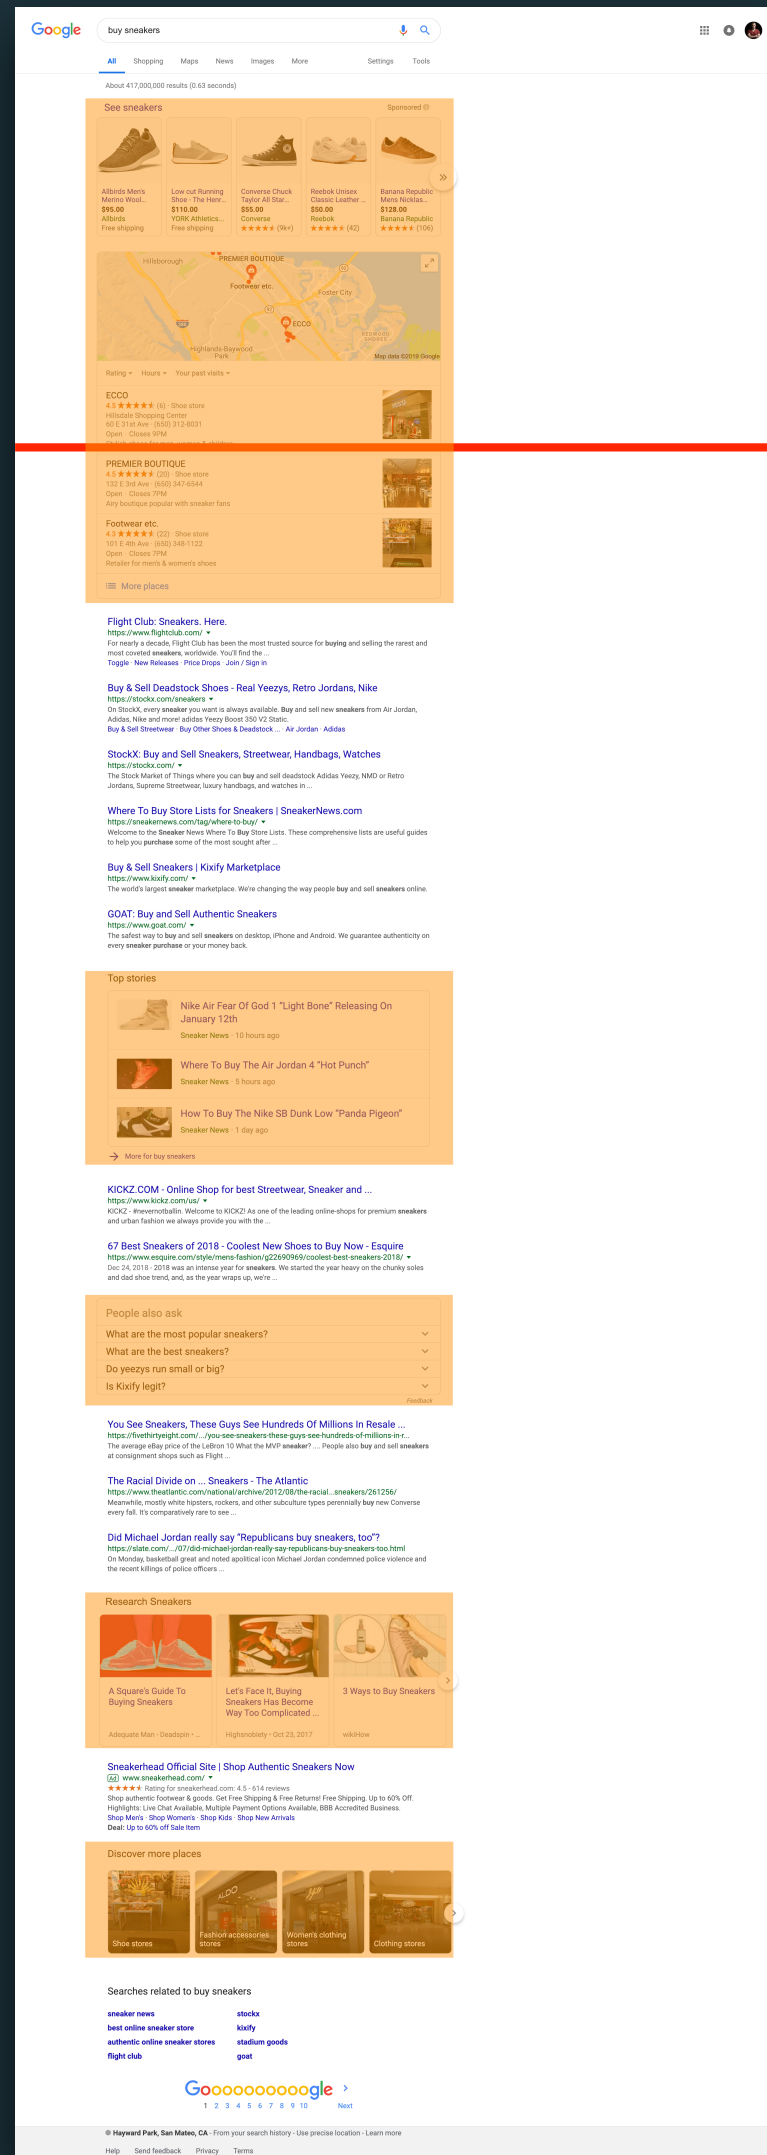 Google
buy sneakers
All Shopping Maps News Images More Settings Tools
About 417,000,000 results (0.63 seconds)
See sneakers
Sponsored
Allbirds Men's
Merino Wool...
$95.00
Allbirds
Free shipping
Low cut Running
Shoe - The Henr...
$110.00
YORK Athletics...
Free shipping
Converse Chuck
Taylor All Star...
$55.00
Converse
★★★★★ (9k+)
Reebok Unisex
Classic Leather ...
$50.00
Reebok
★★★★★ (42)
Banana Republic
Mens Nicklas...
$128.00
Banana Republic
★★★★★ (106)
Hillsborough
PREMIER BOUTIQUE
Footwear etc.
Foster City
ECCO
REDWOOD
SHORES
Highlands-Baywood
Park
Map data ©2019 Google
Rating Hours Your past visits
ECCO
4.5 ★★★★★ (6) · Shoe store
Hillsdale Shopping Center
60 E 31st Ave · (650) 312-8031
Open · Closes 9PM
PREMIER BOUTIQUE
4.5 ★★★★★ (20) · Shoe store
132 E 3rd Ave · (650) 347-6544
Open · Closes 7PM
Airy boutique popular with sneaker fans
Footwear etc.
4.3 ★★★★★ (22) · Shoe store
101 E 4th Ave · (650) 348-1122
Open · Closes 7PM
Retailer for men's & women's shoes
More places
Flight Club: Sneakers. Here.
https://www.flightclub.com/
For nearly a decade, Flight Club has been the most trusted source for buying and selling the rarest and
most coveted sneakers, worldwide. You'll find the ...
Toggle · New Releases · Price Drops · Join / Sign in
Buy & Sell Deadstock Shoes - Real Yeezys, Retro Jordans, Nike
https://stockx.com/sneakers
On StockX, every sneaker you want is always available. Buy and sell new sneakers from Air Jordan,
Adidas, Nike and more! adidas Yeezy Boost 350 V2 Static.
Buy & Sell Streetwear · Buy Other Shoes & Deadstock ... · Air Jordan · Adidas
StockX: Buy and Sell Sneakers, Streetwear, Handbags, Watches
https://stockx.com/
The Stock Market of Things where you can buy and sell deadstock Adidas Yeezy, NMD or Retro
Jordans, Supreme Streetwear, luxury handbags, and watches in ...
Where To Buy Store Lists for Sneakers | SneakerNews.com
https://sneakernews.com/tag/where-to-buy/
Welcome to the Sneaker News Where To Buy Store Lists. These comprehensive lists are useful guides
to help you purchase some of the most sought after ...
Buy & Sell Sneakers | Kixify Marketplace
https://www.kixify.com/
The world's largest sneaker marketplace. We're changing the way people buy and sell sneakers online.
GOAT: Buy and Sell Authentic Sneakers
https://www.goat.com/
The safest way to buy and sell sneakers on desktop, iPhone and Android. We guarantee authenticity on
every sneaker purchase or your money back.
Top stories
Nike Air Fear Of God 1 "Light Bone" Releasing On
January 12th
Sneaker News · 10 hours ago
Where To Buy The Air Jordan 4 "Hot Punch"
Sneaker News · 5 hours ago
How To Buy The Nike SB Dunk Low "Panda Pigeon"
Sneaker News · 1 day ago
More for buy sneakers
KICKZ.COM - Online Shop for best Streetwear, Sneaker and ...
https://www.kickz.com/us/
KICKZ - #nevernotballin. Welcome to KICKZ! As one of the leading online-shops for premium sneakers
and urban fashion we always provide you with the ...
67 Best Sneakers of 2018 - Coolest New Shoes to Buy Now - Esquire
https://www.esquire.com/style/mens-fashion/g22690969/coolest-best-sneakers-2018/
Dec 24, 2018 - 2018 was an intense year for sneakers. We started the year heavy on the chunky soles
and dad shoe trend, and, as the year wraps up, we're ...
People also ask
What are the most popular sneakers?
What are the best sneakers?
Do yeezys run small or big?
Is Kixify legit?
Feedback
You See Sneakers, These Guys See Hundreds Of Millions In Resale ...
https://fivethirtyeight.com/.../you-see-sneakers-these-guys-see-hundreds-of-millions-in-r...
The average eBay price of the LeBron 10 What the MVP sneaker? .... People also buy and sell sneakers
at consignment shops such as Flight ...
The Racial Divide on ... Sneakers - The Atlantic
https://www.theatlantic.com/national/archive/2012/08/the-racial...sneakers/261256/
Meanwhile, mostly white hipsters, rockers, and other subculture types perennially buy new Converse
every fall. It's comparatively rare to see ...
Did Michael Jordan really say "Republicans buy sneakers, too"?
https://slate.com/.../07/did-michael-jordan-really-say-republicans-buy-sneakers-too.html
On Monday, basketball great and noted apolitical icon Michael Jordan condemned police violence and
the recent killings of police officers ...
Research Sneakers
A Square's Guide To
Buying Sneakers
Adequate Man - Deadspin • ...
Let's Face It, Buying
Sneakers Has Become
Way Too Complicated ...
Highsnobiety • Oct 23, 2017
3 Ways to Buy Sneakers
wikiHow
Sneakerhead Official Site | Shop Authentic Sneakers Now
Ad www.sneakerhead.com/
★★★★★ Rating for sneakerhead.com: 4.5 - 614 reviews
Shop authentic footwear & goods. Get Free Shipping & Free Returns! Free Shipping. Up to 60% Off.
Highlights: Live Chat Available, Multiple Payment Options Available, BBB Accredited Business.
Shop Men's · Shop Women's · Shop Kids · Shop New Arrivals
Deal: Up to 60% off Sale Item
Discover more places
ALDO
Shoe stores
Fashion accessories
stores
Women's clothing
stores
Clothing stores
Searches related to buy sneakers
sneaker news
best online sneaker store
authentic online sneaker stores
flight club
stockx
kixify
stadium goods
goat
Goooooooooogle
1 2 3 4 5 6 7 8 9 10 Next
Hayward Park, San Mateo, CA - From your search history - Use precise location - Learn more
Help Send feedback Privacy Terms